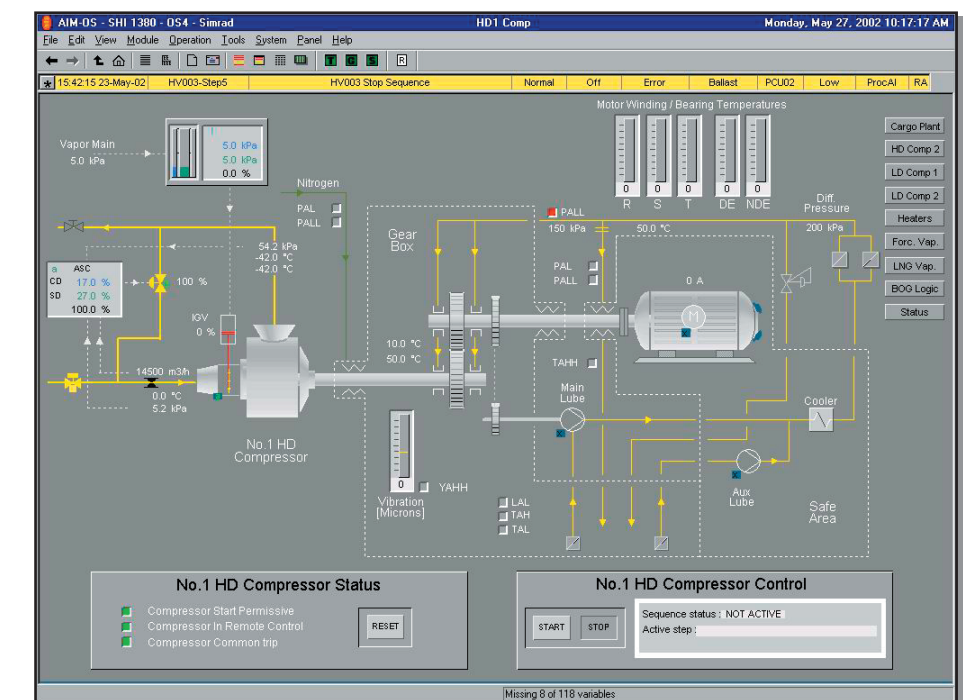 AIM-OS - SHI 1380 - OS4 - Simrad HD1 Comp Monday, May 27, 2002 10:17:17 AM
File Edit View Module Operation Tools System Panel Help
T G S R
* 15:42:15 23-May-02 HV003-Step5 HV003 Stop Sequence Normal Off Error Ballast PCU02 Low ProcAl RA
Motor Winding / Bearing Temperatures
0 0 0 0 0
R S T DE NDE
Vapor Main
5.0 kPa
5.0 kPa
5.0 kPa
0.0 %
Nitrogen
PAL
PALL
Gear
Box
PALL
150 kPa
50.0 °C
Diff.
Pressure
200 kPa
Cargo Plant
HD Comp 2
LD Comp 1
LD Comp 2
Heaters
Forc. Vap.
LNG Vap.
BOG Logic
Status
54.2 kPa
-42.0 °C
-42.0 °C
a ASC
CD 17.0 %
SD 27.0 %
100.0 %
100 %
IGV
0 %
PAL
PALL
0 A
M
10.0 °C
50.0 °C
14500 m3/h
0.0 °C
5.2 kPa
TAHH
Main
Lube
Cooler
No.1 HD
Compressor
0
YAHH
Vibration
[Microns]
LAL
TAH
TAL
Aux
Lube
Safe
Area
No.1 HD Compressor Status
Compressor Start Permissive
Compressor In Remote Control
Compressor Common trip
RESET
No.1 HD Compressor Control
START STOP
Sequence status : NOT ACTIVE
Active step :
Missing 8 of 118 variables